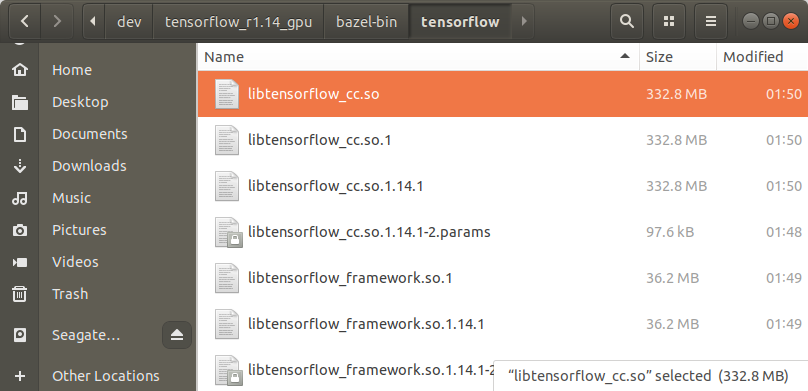 dev tensorflow_r1.14_gpu bazel-bin tensorflow
Name Size Modified
Home
Desktop
Documents
Downloads
Music
Pictures
Videos
Trash
Seagate…
Other Locations
libtensorflow_cc.so 332.8 MB 01:50
libtensorflow_cc.so.1 332.8 MB 01:50
libtensorflow_cc.so.1.14.1 332.8 MB 01:50
libtensorflow_cc.so.1.14.1-2.params 97.6 kB 01:48
libtensorflow_framework.so.1 36.2 MB 01:49
libtensorflow_framework.so.1.14.1 36.2 MB 01:49
libtensorflow_framework.so.1.14.1-2
“libtensorflow_cc.so” selected (332.8 MB)